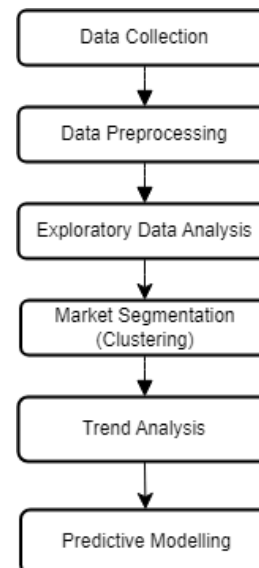 Data Collection
Data Preprocessing
Exploratory Data Analysis
Market Segmentation
(Clustering)
Trend Analysis
Predictive Modelling